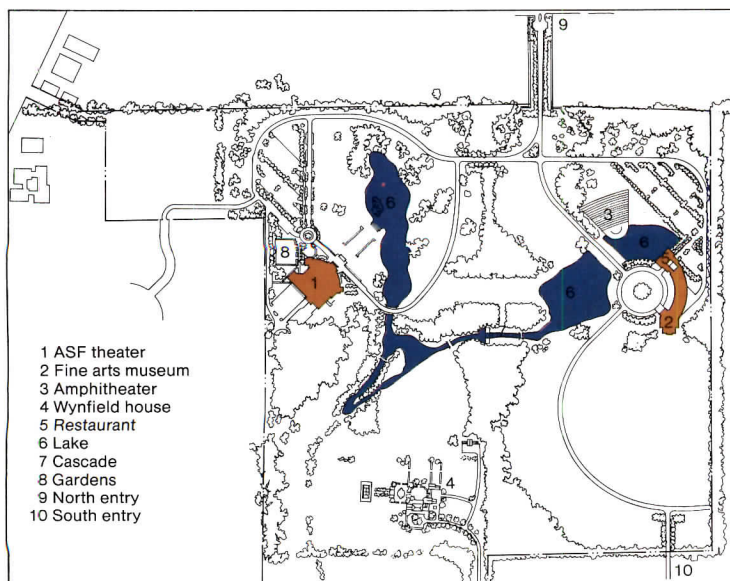 9
3
6
6
8
1
5
6
2
1 ASF theater
2 Fine arts museum
3 Amphitheater
4 Wynfield house
5 Restaurant
6 Lake
7 Cascade
8 Gardens
9 North entry
10 South entry
4
10